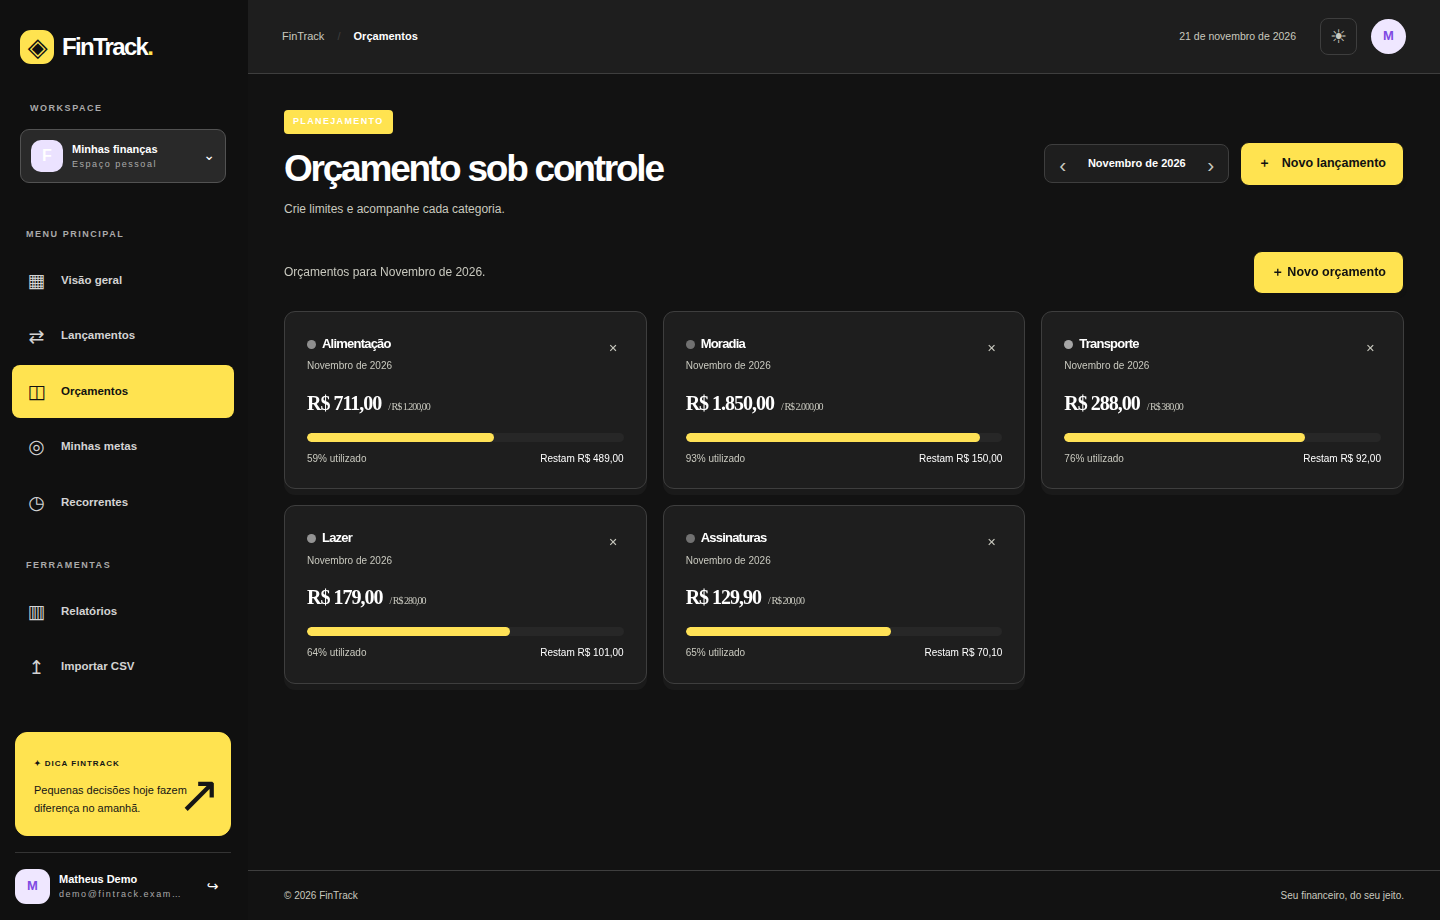 FinTrack.
WORKSPACE
F
Minhas finanças
Espaço pessoal
MENU PRINCIPAL
Visão geral
Lançamentos
Orçamentos
Minhas metas
Recorrentes
FERRAMENTAS
Relatórios
Importar CSV
✦ DICA FINTRACK
Pequenas decisões hoje fazem
diferença no amanhã.
M
Matheus Demo
demo@fintrack.exam…
FinTrack / Orçamentos
21 de novembro de 2026
M
PLANEJAMENTO
Orçamento sob controle
Crie limites e acompanhe cada categoria.
‹ Novembro de 2026 ›
+ Novo lançamento
Orçamentos para Novembro de 2026.
+ Novo orçamento
Alimentação ×
Novembro de 2026
R$ 711,00 / R$ 1.200,00
59% utilizado Restam R$ 489,00
Moradia ×
Novembro de 2026
R$ 1.850,00 / R$ 2.000,00
93% utilizado Restam R$ 150,00
Transporte ×
Novembro de 2026
R$ 288,00 / R$ 380,00
76% utilizado Restam R$ 92,00
Lazer ×
Novembro de 2026
R$ 179,00 / R$ 280,00
64% utilizado Restam R$ 101,00
Assinaturas ×
Novembro de 2026
R$ 129,90 / R$ 200,00
65% utilizado Restam R$ 70,10
© 2026 FinTrack
Seu financeiro, do seu jeito.